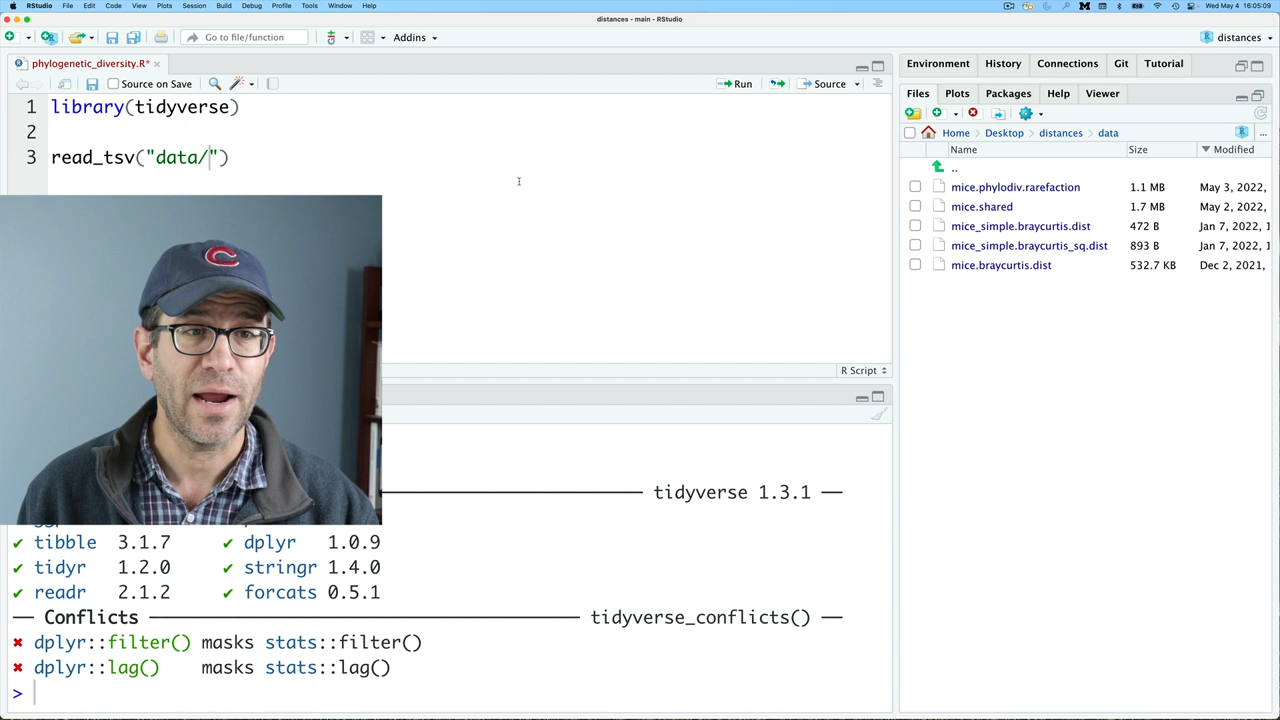 RStudio File Edit Code View Plots Session Build Debug Profile Tools Window Help
Wed May 4 16:05:09
distances - main - RStudio
Go to file/function
Addins
distances
phylogenetic_diversity.R*
Source on Save
Run
Source
1 library(tidyverse)
2
3 read_tsv("data/")
R Script
tidyverse 1.3.1
✔ tibble 3.1.7 ✔ dplyr 1.0.9
✔ tidyr 1.2.0 ✔ stringr 1.4.0
✔ readr 2.1.2 ✔ forcats 0.5.1
── Conflicts ── tidyverse_conflicts() ──
✖ dplyr::filter() masks stats::filter()
✖ dplyr::lag() masks stats::lag()
>
Environment History Connections Git Tutorial
Files Plots Packages Help Viewer
Home Desktop distances data
Name Size Modified
..
mice.phylodiv.rarefaction 1.1 MB May 3, 2022,
mice.shared 1.7 MB May 2, 2022,
mice_simple.braycurtis.dist 472 B Jan 7, 2022, 1
mice_simple.braycurtis_sq.dist 893 B Jan 7, 2022,
mice.braycurtis.dist 532.7 KB Dec 2, 2021,